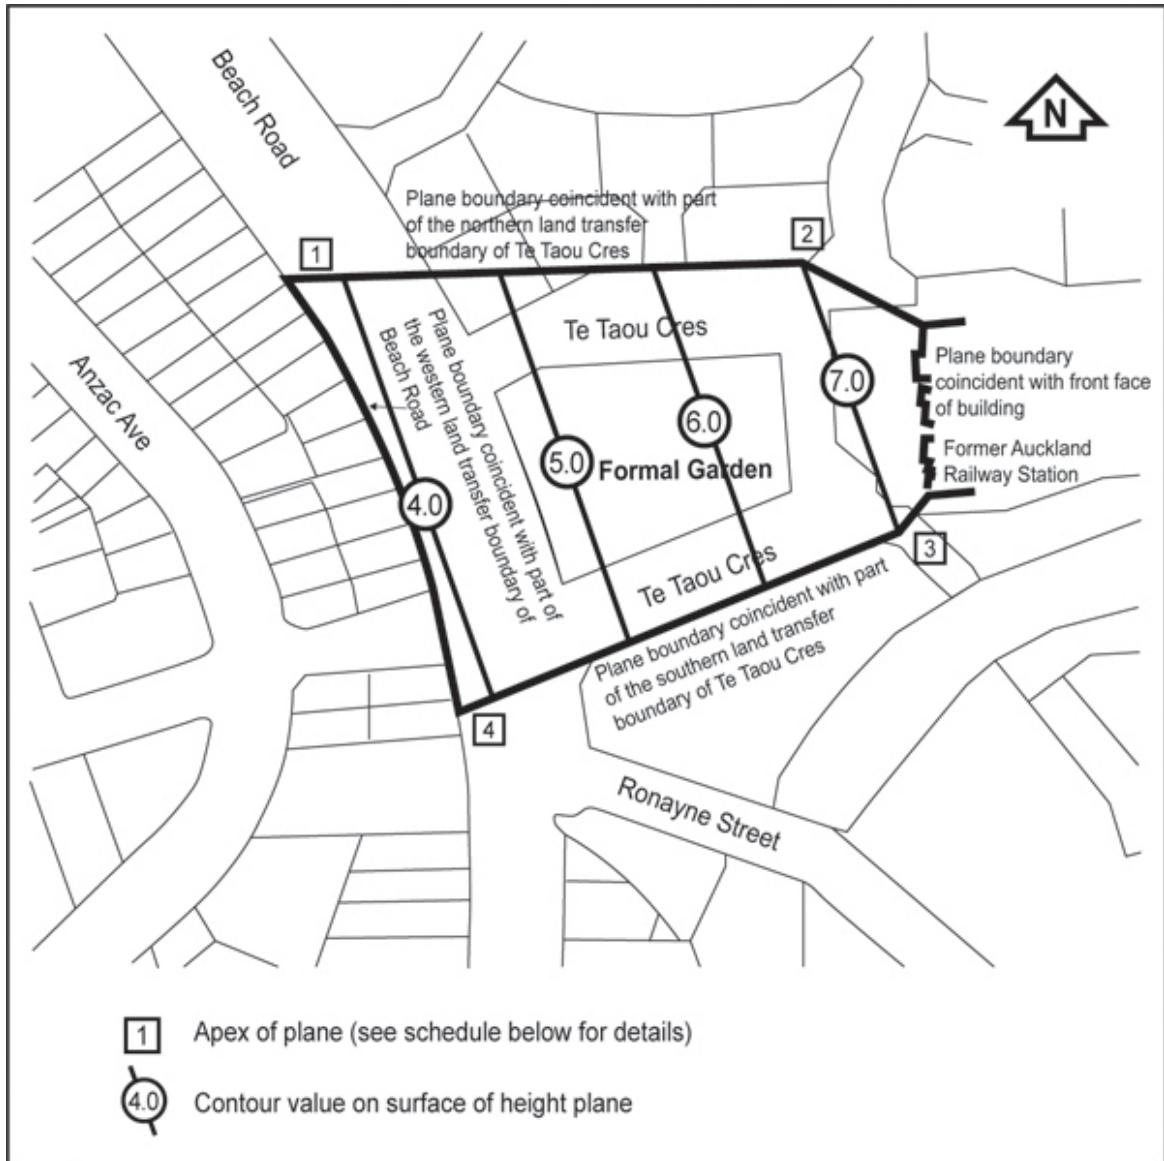 Beach Road
N
Plane boundary coincident with part
of the northern land transfer
boundary of Te Taou Cres
1
2
Te Taou Cres
Plane boundary coincident with part of
the western land transfer boundary of
Beach Road
Plane boundary
coincident with front face
of building
Anzac Ave
7.0
6.0
5.0
4.0
Formal Garden
Former Auckland
Railway Station
3
Te Taou Cres
Plane boundary coincident with part
of the southern land transfer
boundary of Te Taou Cres
4
Ronayne Street
1 Apex of plane (see schedule below for details)
4.0 Contour value on surface of height plane